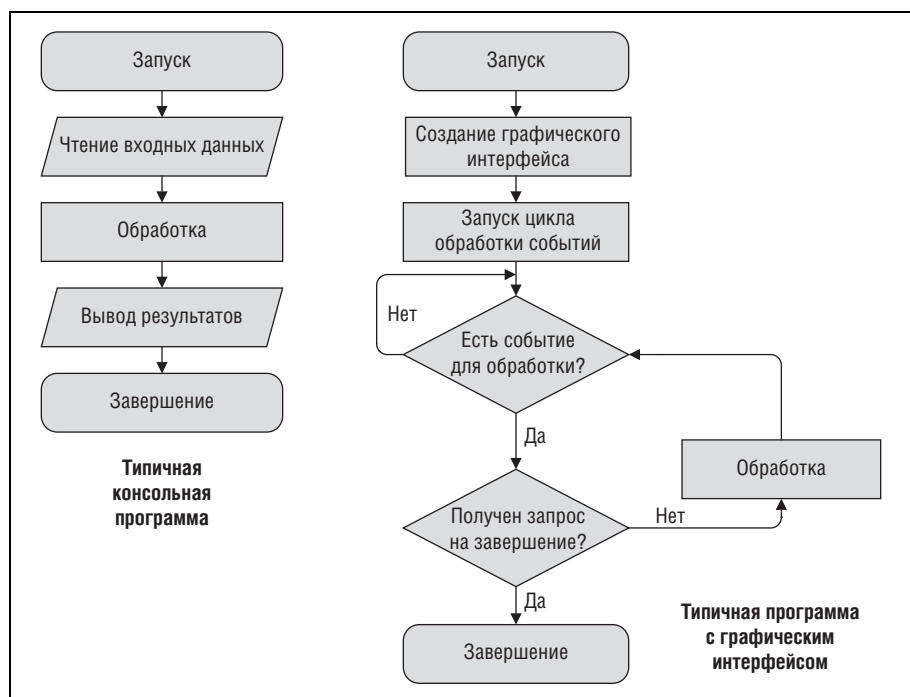 Запуск
Чтение входных данных
Обработка
Вывод результатов
Завершение
Типичная
консольная
программа
Запуск
Создание графического
интерфейса
Запуск цикла
обработки событий
Нет
Есть событие
для обработки?
Да
Обработка
Получен запрос
на завершение?
Нет
Да
Завершение
Типичная программа
с графическим
интерфейсом